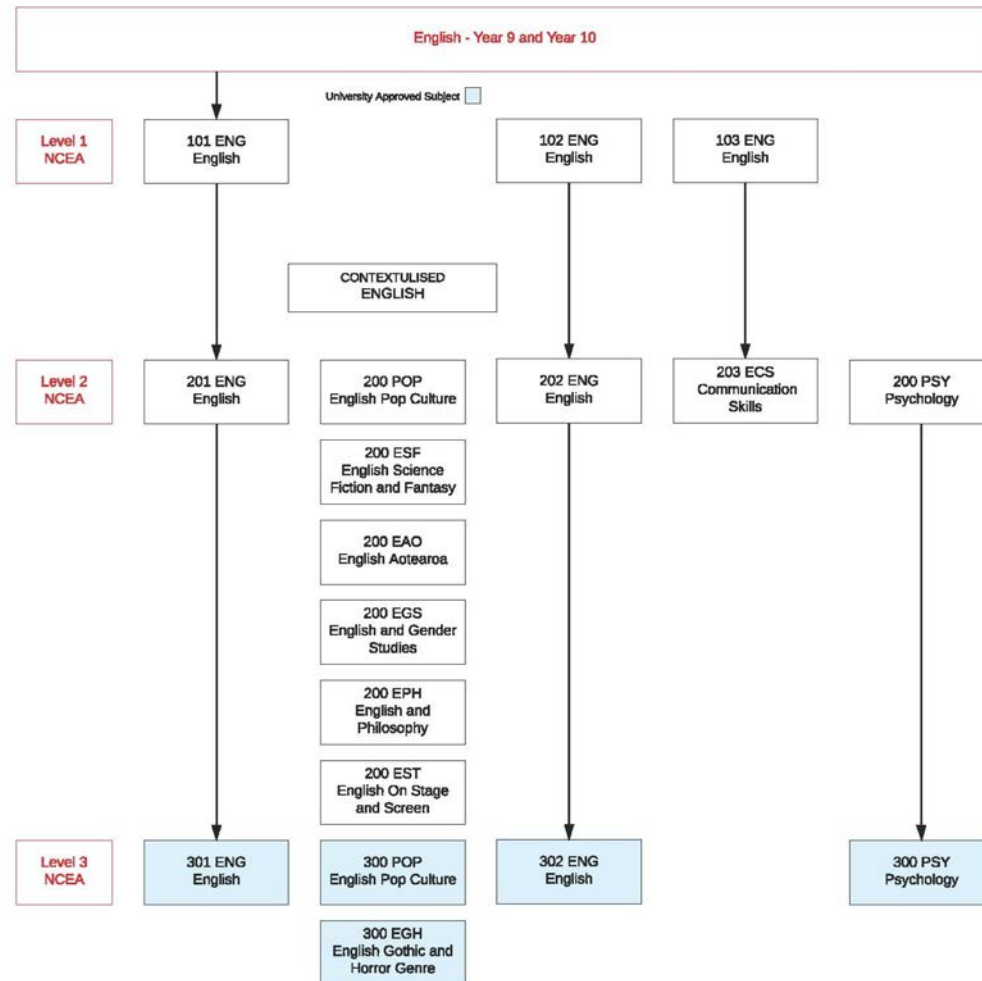 English - Year 9 and Year 10
University Approved Subject
Level 1
NCEA
101 ENG
English
102 ENG
English
103 ENG
English
CONTEXTULISED
ENGLISH
Level 2
NCEA
201 ENG
English
200 POP
English Pop Culture
202 ENG
English
203 ECS
Communication
Skills
200 PSY
Psychology
200 ESF
English Science
Fiction and Fantasy
200 EAO
English Aotearoa
200 EGS
English and Gender
Studies
200 EPH
English and
Philosophy
200 EST
English On Stage
and Screen
Level 3
NCEA
301 ENG
English
300 POP
English Pop Culture
302 ENG
English
300 PSY
Psychology
300 EGH
English Gothic and
Horror Genre